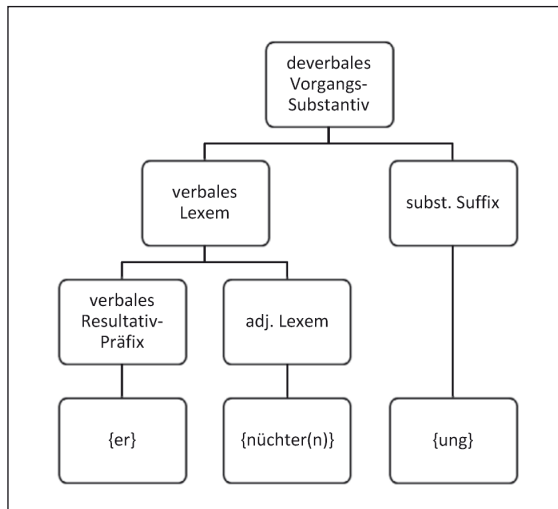 deverbales
Vorgangs-
Substantiv
verbales
Lexem
subst. Suffix
verbales
Resultativ-
Präfix
adj. Lexem
{er}
{nüchter(n)}
{ung}